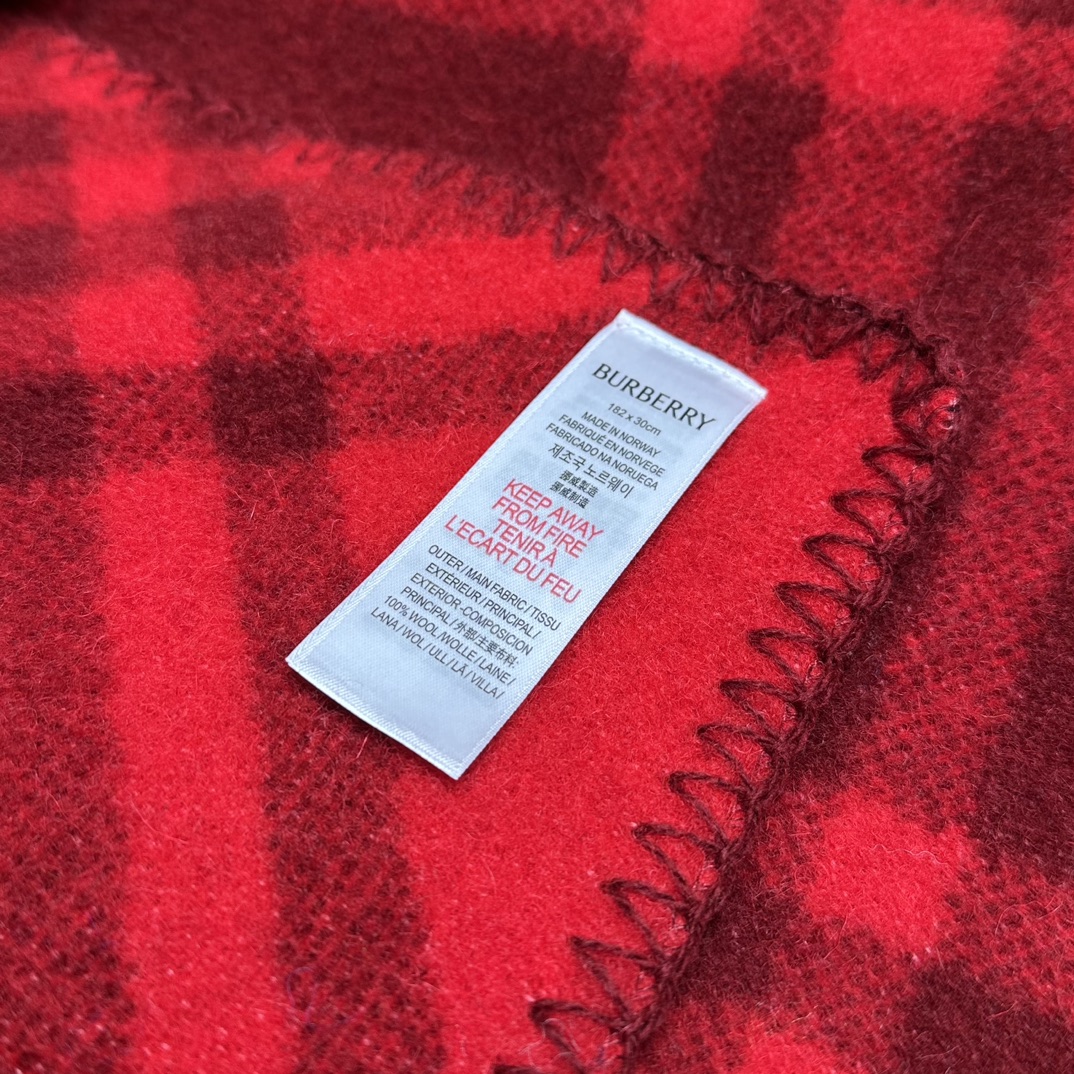 BURBERRY
182 x 30cm
MADE IN NORWAY
FABRIQUÉ EN NORVEGE
FABRICADO NA NORUEGA
제조국 노르웨이
挪威製造
挪威制造
KEEP AWAY
FROM FIRE
TENIR À
L'ECART DU FEU
OUTER / MAIN FABRIC / TISSU
EXTÉRIEUR / PRINCIPAL /
EXTERIOR -COMPOSICION
PRINCIPAL / 外部/主要布料:
100% WOOL /WOLLE / LAINE /
LANA / WOL / ULL / LÃ / VILLA /